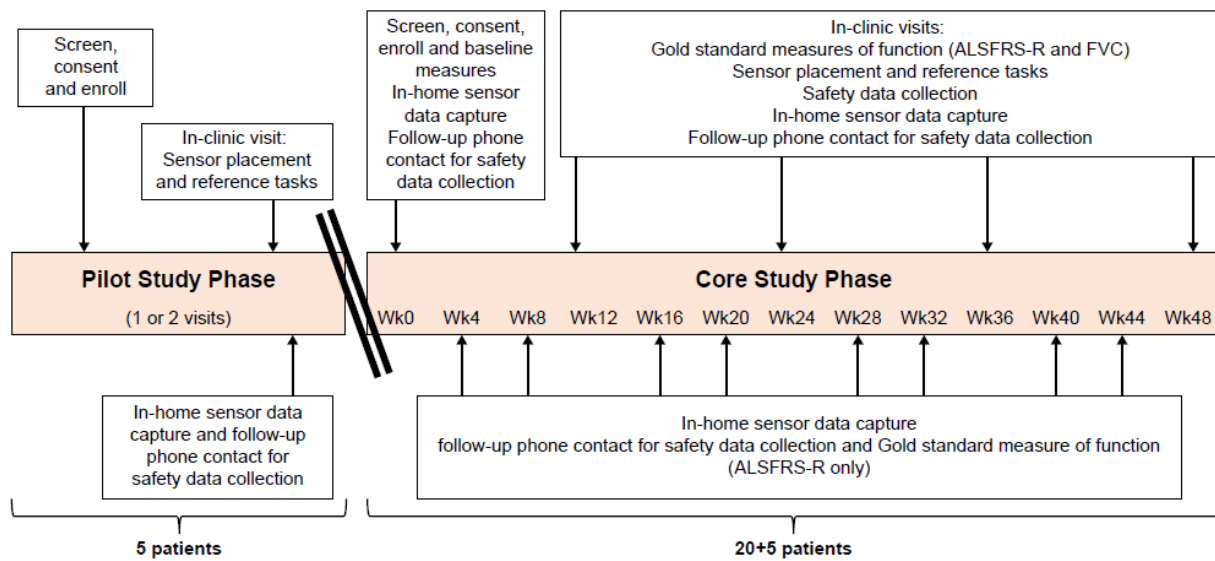 Screen,
consent
and enroll
In-clinic visit:
Sensor placement
and reference tasks
Screen, consent,
enroll and baseline
measures
In-home sensor
data capture
Follow-up phone
contact for safety
data collection
In-clinic visits:
Gold standard measures of function (ALSFRS-R and FVC)
Sensor placement and reference tasks
Safety data collection
In-home sensor data capture
Follow-up phone contact for safety data collection
Pilot Study Phase
(1 or 2 visits)
Core Study Phase
Wk0 Wk4 Wk8 Wk12 Wk16 Wk20 Wk24 Wk28 Wk32 Wk36 Wk40 Wk44 Wk48
In-home sensor data
capture and follow-up
phone contact for
safety data collection
In-home sensor data capture
follow-up phone contact for safety data collection and Gold standard measure of function
(ALSFRS-R only)
5 patients
20+5 patients